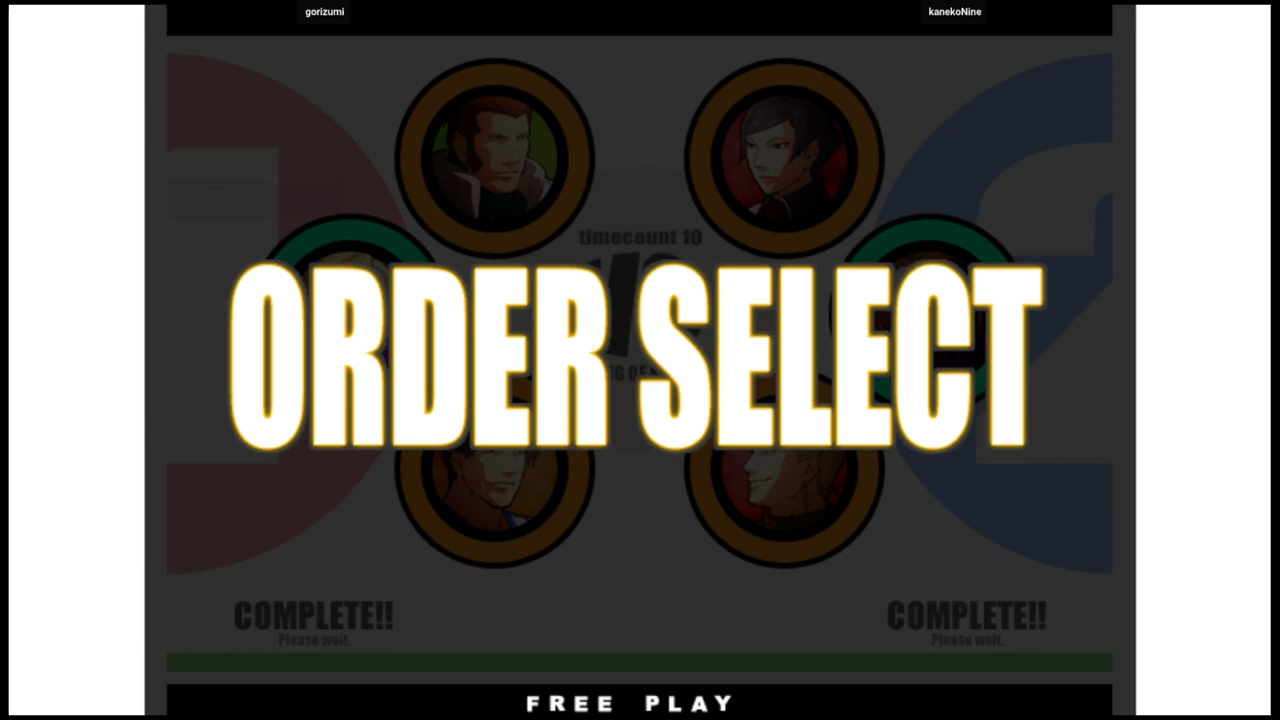 gorizumi
kanekoNine
timecount 10
ORDER SELECT
COMPLETE!!
Please wait.
COMPLETE!!
Please wait.
FREE PLAY